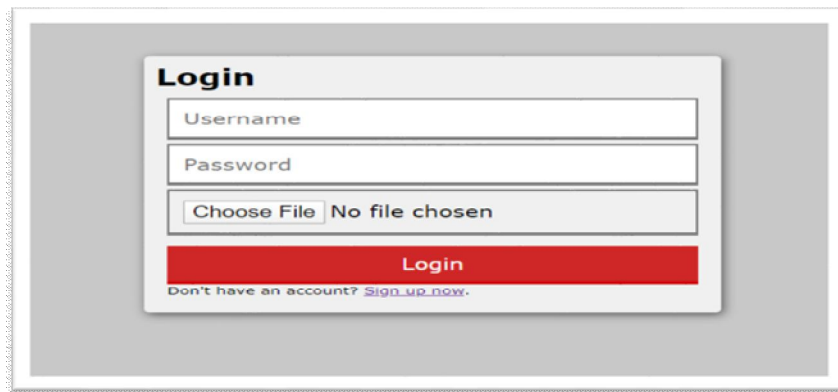 Login
Username
Password
Choose File No file chosen
Login
Don't have an account? Sign up now.